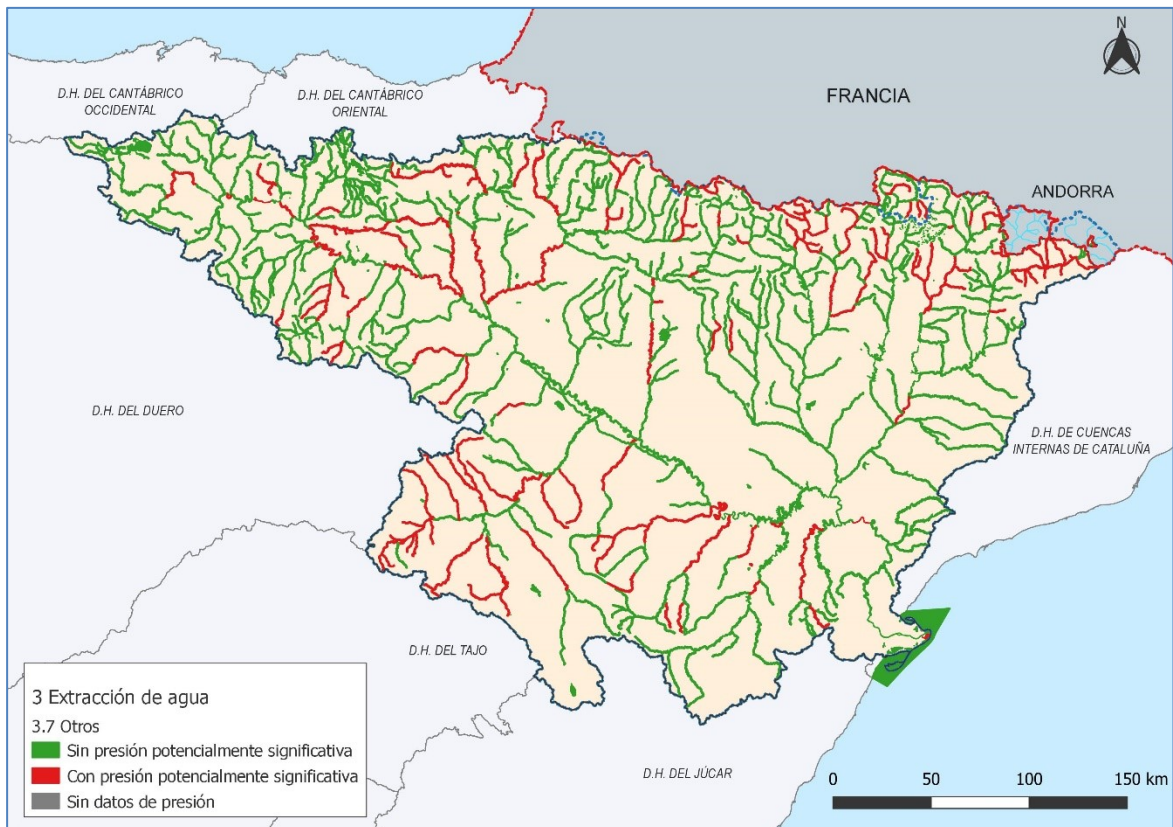 N
D.H. DEL CANTÁBRICO
OCCIDENTAL
D.H. DEL CANTÁBRICO
ORIENTAL
FRANCIA
ANDORRA
D.H. DEL DUERO
D.H. DE CUENCAS
INTERNAS DE CATALUÑA
D.H. DEL TAJO
D.H. DEL JÚCAR
3 Extracción de agua
3.7 Otros
Sin presión potencialmente significativa
Con presión potencialmente significativa
Sin datos de presión
0 50 100 150 km